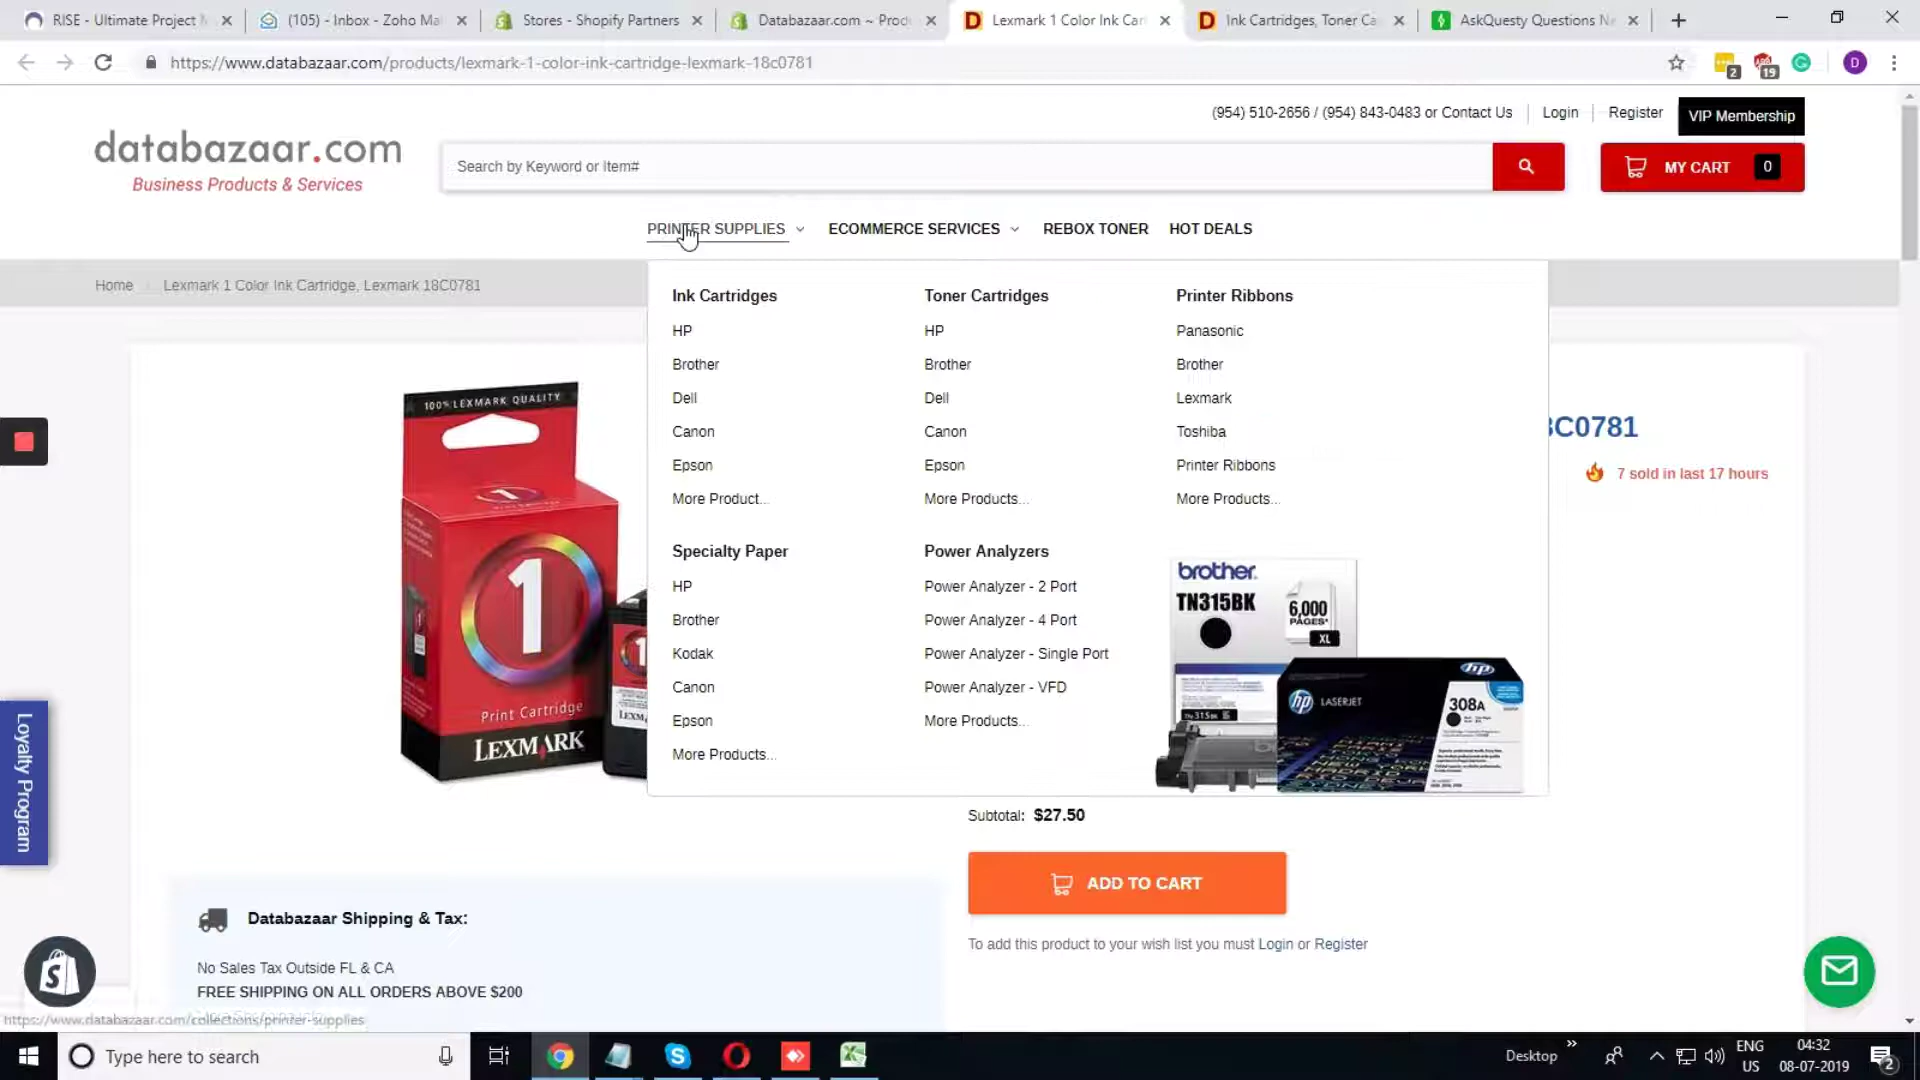 RISE - Ultimate Project M
(105) - Inbox - Zoho Mai
Stores - Shopify Partners
Databazaar.com ~ Produ
Lexmark 1 Color Ink Cart
Ink Cartridges, Toner Ca
AskQuesty Questions Ne
https://www.databazaar.com/products/lexmark-1-color-ink-cartridge-lexmark-18c0781
2
19
D
(954) 510-2656 / (954) 843-0483 or Contact Us
Login
Register
VIP Membership
databazaar.com
Business Products & Services
Search by Keyword or Item#
MY CART 0
PRINTER SUPPLIES
ECOMMERCE SERVICES
REBOX TONER
HOT DEALS
Home
Lexmark 1 Color Ink Cartridge, Lexmark 18C0781
Ink Cartridges
HP
Brother
Dell
Canon
Epson
More Product...
Toner Cartridges
HP
Brother
Dell
Canon
Epson
More Products...
Printer Ribbons
Panasonic
Brother
Lexmark
Toshiba
Printer Ribbons
More Products...
Specialty Paper
HP
Brother
Kodak
Canon
Epson
More Products...
Power Analyzers
Power Analyzer - 2 Port
Power Analyzer - 4 Port
Power Analyzer - Single Port
Power Analyzer - VFD
More Products...
brother
TN315BK
6,000
PAGES*
XL
TN315BK
hp
hp LASERJET
308A
100% LEXMARK QUALITY
1
1
Print Cartridge
LEXMARK
C0781
7 sold in last 17 hours
Subtotal: $27.50
ADD TO CART
To add this product to your wish list you must Login or Register
Databazaar Shipping & Tax:
No Sales Tax Outside FL & CA
FREE SHIPPING ON ALL ORDERS ABOVE $200
Loyalty Program
https://www.databazaar.com/collections/printer-supplies
Type here to search
Desktop
ENG
US
04:32
08-07-2019
2